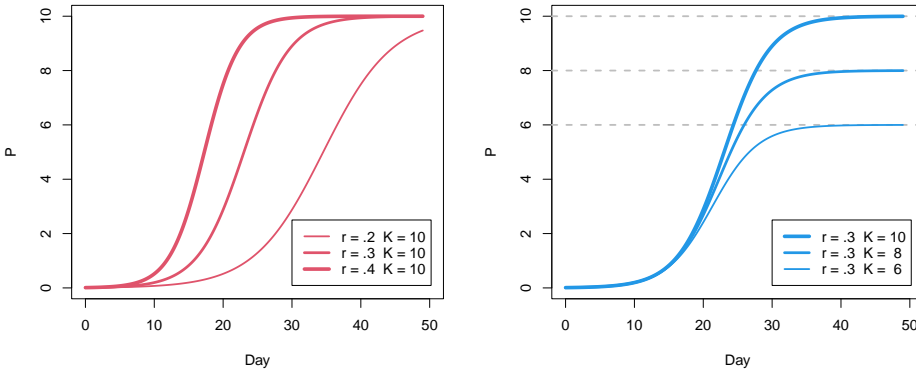 P
10
8
6
4
2
0
r = .2 K = 10
r = .3 K = 10
r = .4 K = 10
0 10 20 30 40 50
Day
P
10
8
6
4
2
0
r = .3 K = 10
r = .3 K = 8
r = .3 K = 6
0 10 20 30 40 50
Day